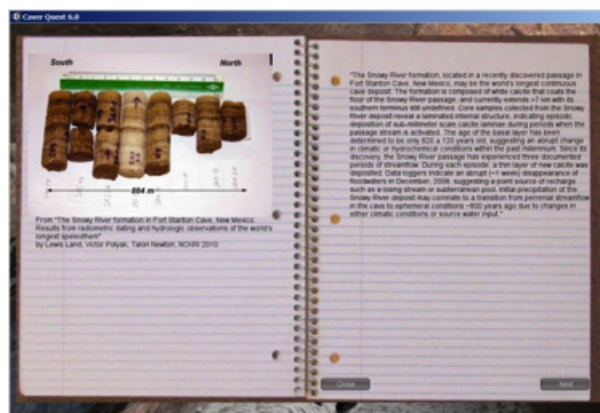 Caver Quest 6.0
South
North
884 m
From "The Snowy River formation in Fort Stanton Cave, New Mexico
Results from radiometric dating and hydrologic observations of the world's
longest speleothem"
by Lewis Land, Victor Polyak, Talon Newton, NCKRI 2010
"The Snowy River formation, located in a recently discovered passage in
Fort Stanton Cave, New Mexico, may be the world's longest continuous
cave deposit. The formation is composed of white calcite that coats the
floor of the Snowy River passage, and currently extends >7 km with its
southern terminus still undefined. Core samples collected from the Snowy
River deposit reveal a laminated internal structure, indicating episodic
deposition of sub-millimeter scale calcite laminae during periods when the
passage stream is activated. The age of the basal layer has been
determined to be only 820 ± 120 years old, suggesting an abrupt change
in climatic or hydrochemical conditions within the past millennium. Since its
discovery, the Snowy River passage has experienced three documented
periods of streamflow. During each episode, a thin layer of new calcite was
deposited. Data loggers indicate an abrupt (~1 week) disappearance of
floodwaters in December, 2008, suggesting a point source of recharge
such as a losing stream or subterranean pool. Initial precipitation of the
Snowy River deposit may correlate to a transition from perennial streamflow
in the cave to ephemeral conditions ~800 years ago due to changes in
either climatic conditions or source water input."
Close
Next